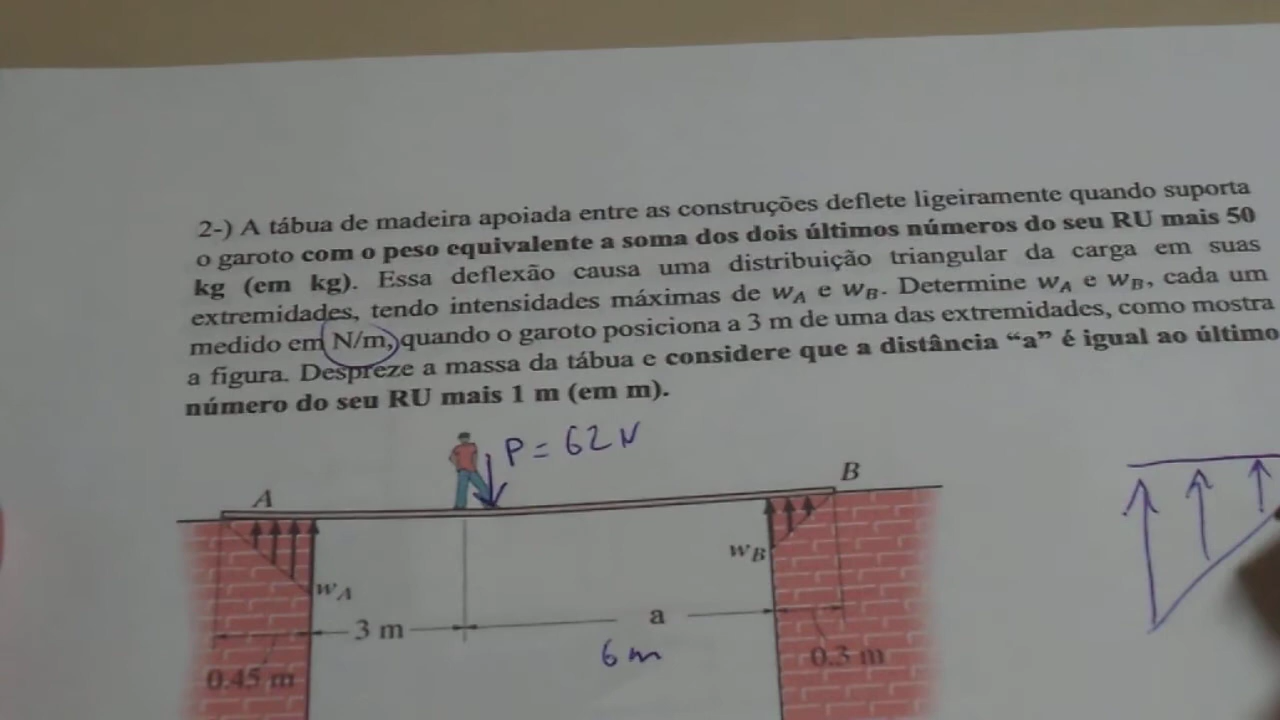 2-) A tábua de madeira apoiada entre as construções deflete ligeiramente quando suporta
o garoto com o peso equivalente a soma dos dois últimos números do seu RU mais 50
kg (em kg). Essa deflexão causa uma distribuição triangular da carga em suas
extremidades, tendo intensidades máximas de wA e wB. Determine wA e wB, cada um
medido em N/m, quando o garoto posiciona a 3 m de uma das extremidades, como mostra
a figura. Despreze a massa da tábua e considere que a distância “a” é igual ao último
número do seu RU mais 1 m (em m).
P = 62 N
A
B
wA
wB
3 m
a
6 m
0.45 m
0.3 m